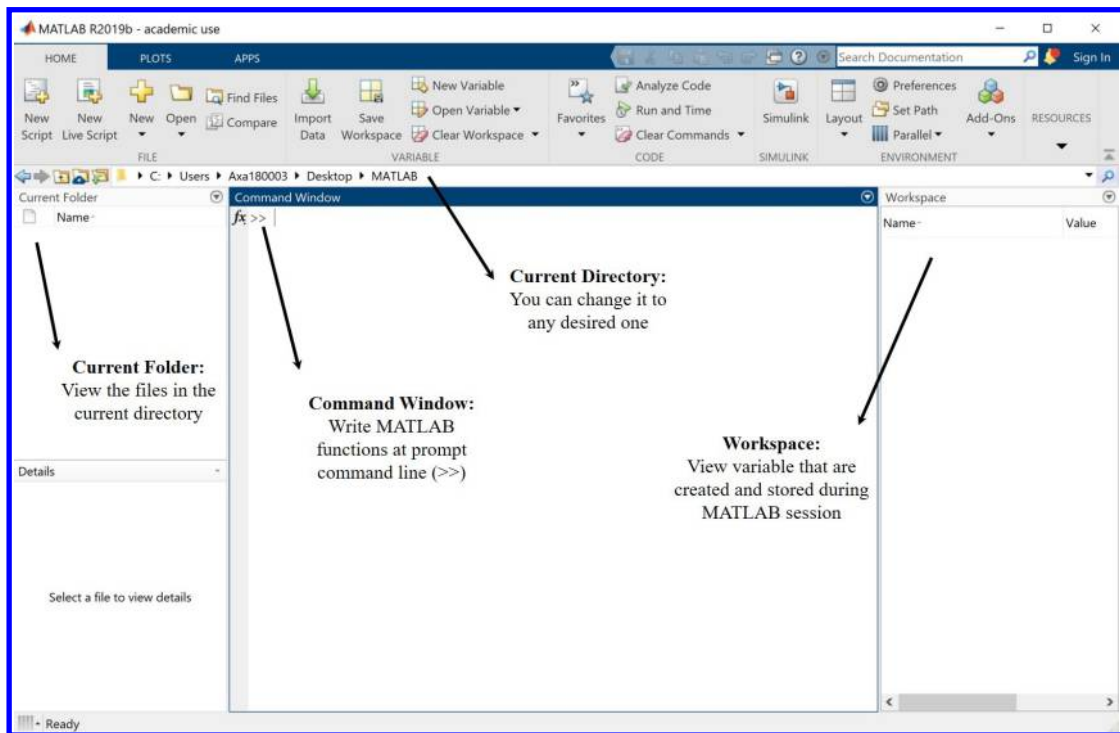 MATLAB R2019b - academic use
HOME PLOTS APPS
Search Documentation
Sign In
New Script
New Live Script
New
Open
Find Files
Compare
Import Data
Save Workspace
New Variable
Open Variable
Clear Workspace
Favorites
Analyze Code
Run and Time
Clear Commands
Simulink
Layout
Preferences
Set Path
Parallel
Add-Ons
RESOURCES
FILE VARIABLE CODE SIMULINK ENVIRONMENT
C: Users Axa180003 Desktop MATLAB
Current Folder
Name
Command Window
fx >>
Workspace
Name Value
Current Directory:
You can change it to
any desired one
Current Folder:
View the files in the
current directory
Command Window:
Write MATLAB
functions at prompt
command line (>>)
Workspace:
View variable that are
created and stored during
MATLAB session
Details
Select a file to view details
Ready